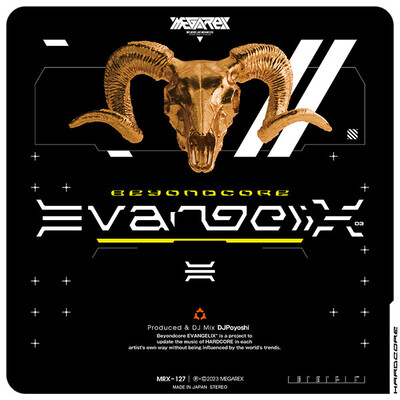 MEGAREX
BEYONDCORE
EVANGELIX 03
Produced & DJ Mix DJPoyoshi
Beyondcore EVANGELIX" is a project to
update the music of HARDCORE in each
artist's own way without being influenced by the world's trends.
MRX-127 | ℗+©2023 MEGAREX
MADE IN JAPAN STEREO
HARDCORE